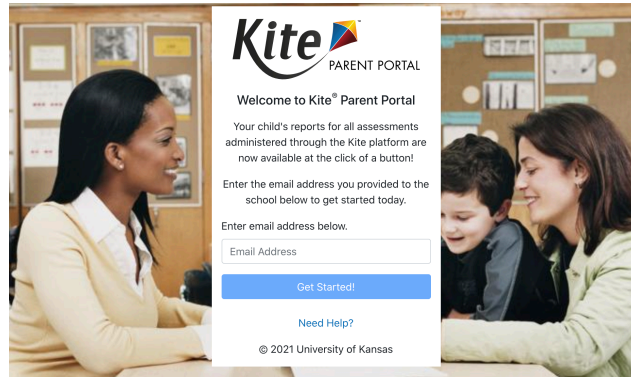 Kite
PARENT PORTAL
Welcome to Kite® Parent Portal
Your child's reports for all assessments
administered through the Kite platform are
now available at the click of a button!
Enter the email address you provided to the
school below to get started today.
Enter email address below.
Email Address
Get Started!
Need Help?
© 2021 University of Kansas